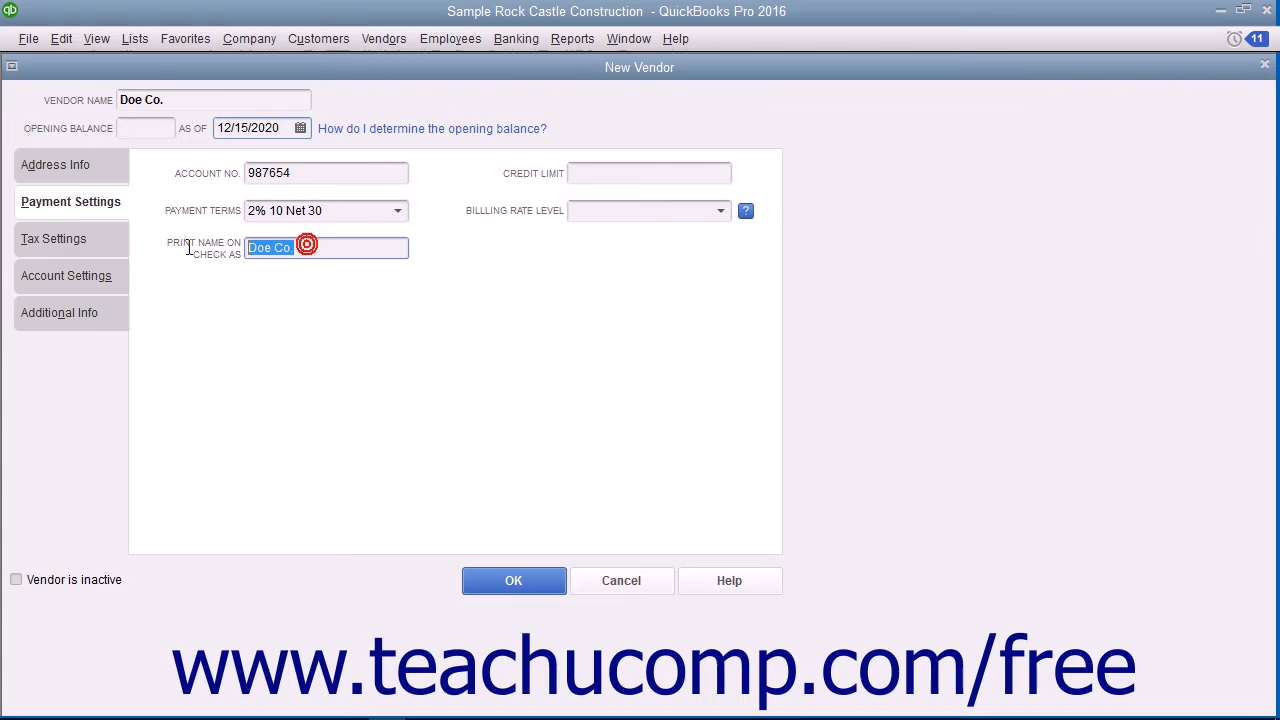 qb
Sample Rock Castle Construction - QuickBooks Pro 2016
File Edit View Lists Favorites Company Customers Vendors Employees Banking Reports Window Help 11
New Vendor
VENDOR NAME Doe Co.
OPENING BALANCE AS OF 12/15/2020 How do I determine the opening balance?
Address Info
Payment Settings
Tax Settings
Account Settings
Additional Info
ACCOUNT NO. 987654 CREDIT LIMIT
PAYMENT TERMS 2% 10 Net 30 BILLLING RATE LEVEL ?
PRINT NAME ON
CHECK AS Doe Co.
Vendor is inactive OK Cancel Help
www.teachucomp.com/free